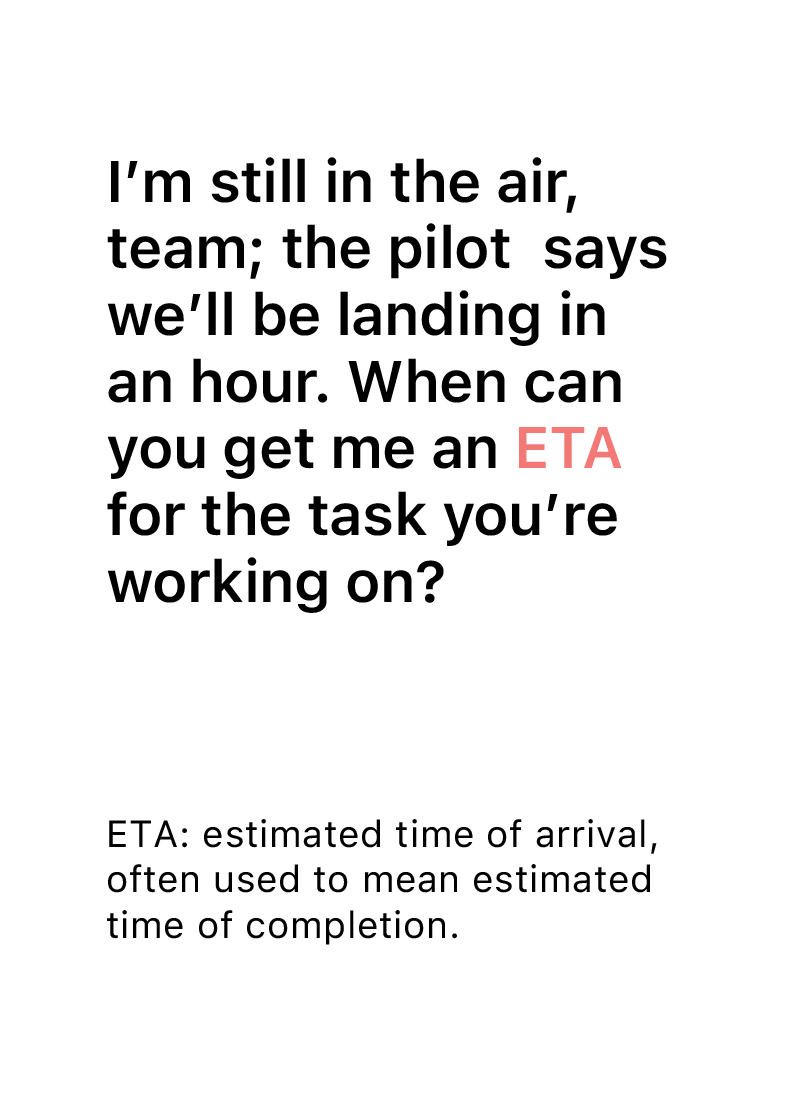 I’m still in the air,
team; the pilot  says
we’ll be landing in
an hour. When can
you get me an ETA
for the task you’re
working on?
ETA: estimated time of arrival,
often used to mean estimated
time of completion.